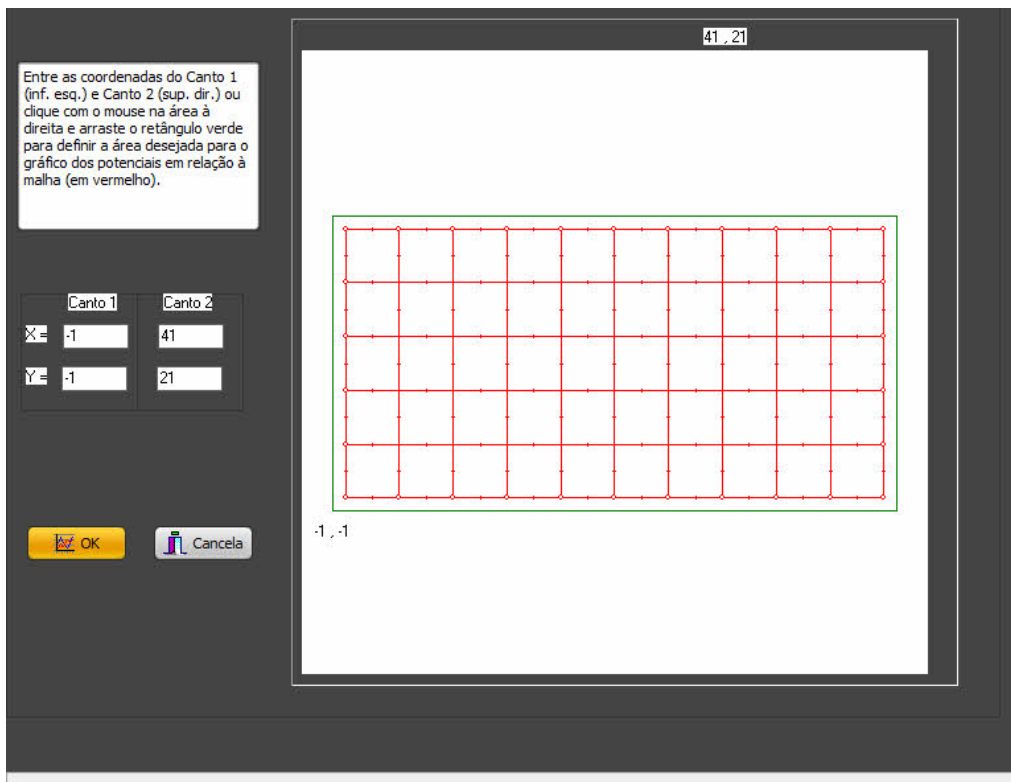 41 , 21
Entre as coordenadas do Canto 1
(inf. esq.) e Canto 2 (sup. dir.) ou
clique com o mouse na área à
direita e arraste o retângulo verde
para definir a área desejada para o
gráfico dos potenciais em relação à
malha (em vermelho).
Canto 1 Canto 2
X = -1 41
Y = -1 21
-1 , -1
OK Cancela